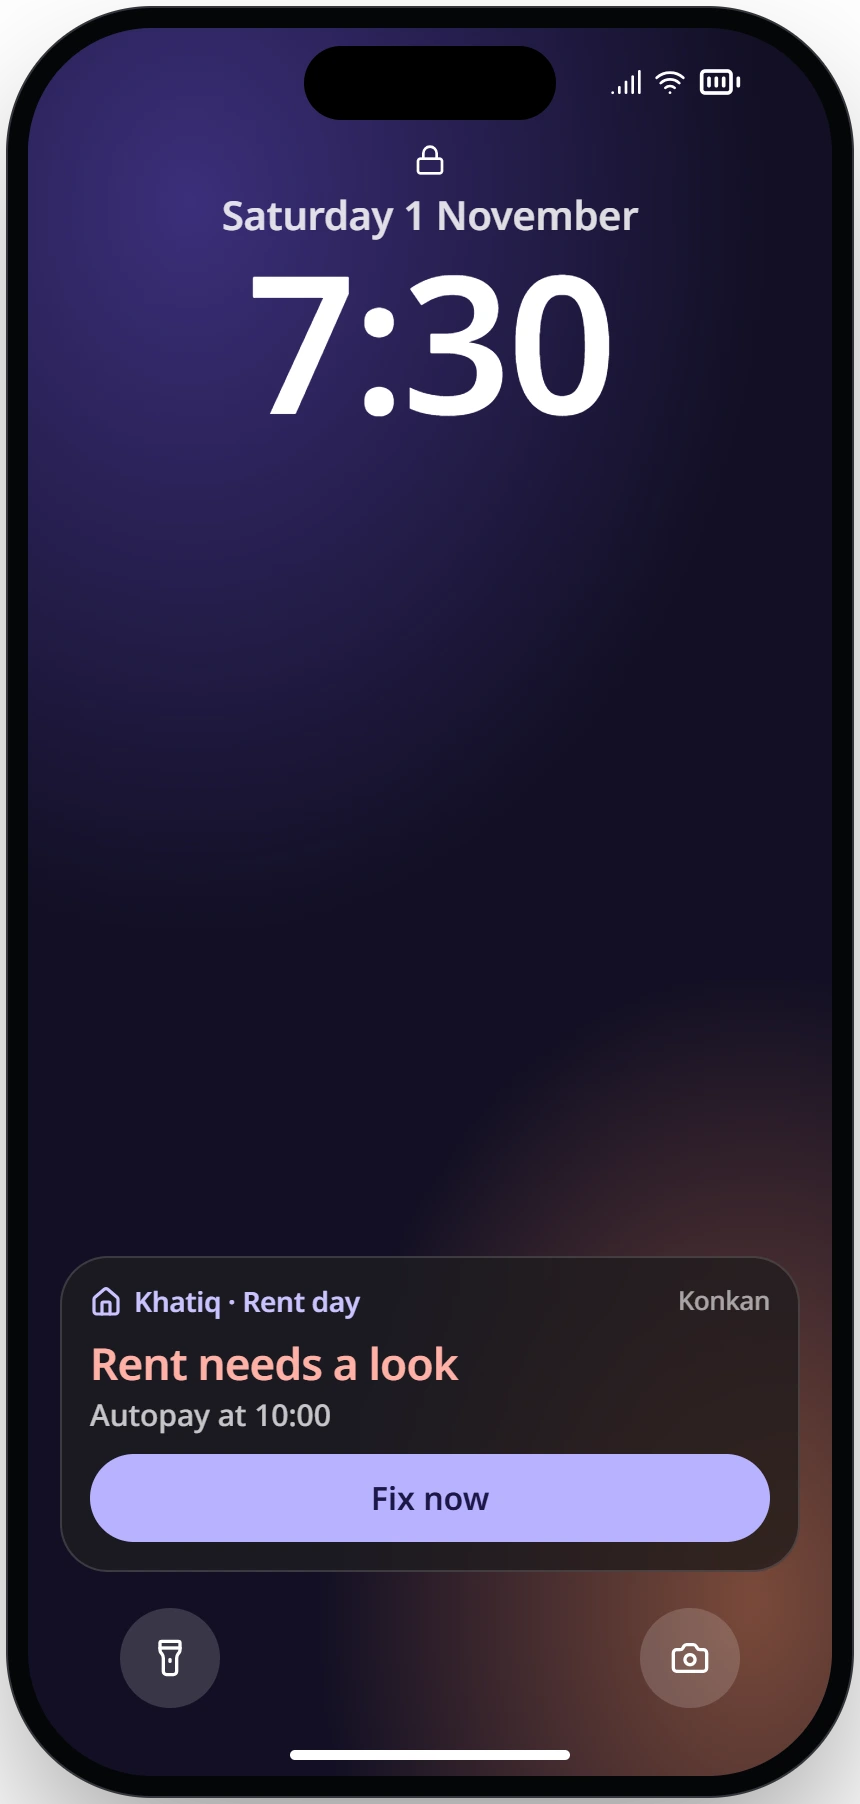 Saturday 1 November
7:30
Khatiq · Rent day
Konkan
Rent needs a look
Autopay at 10:00
Fix now